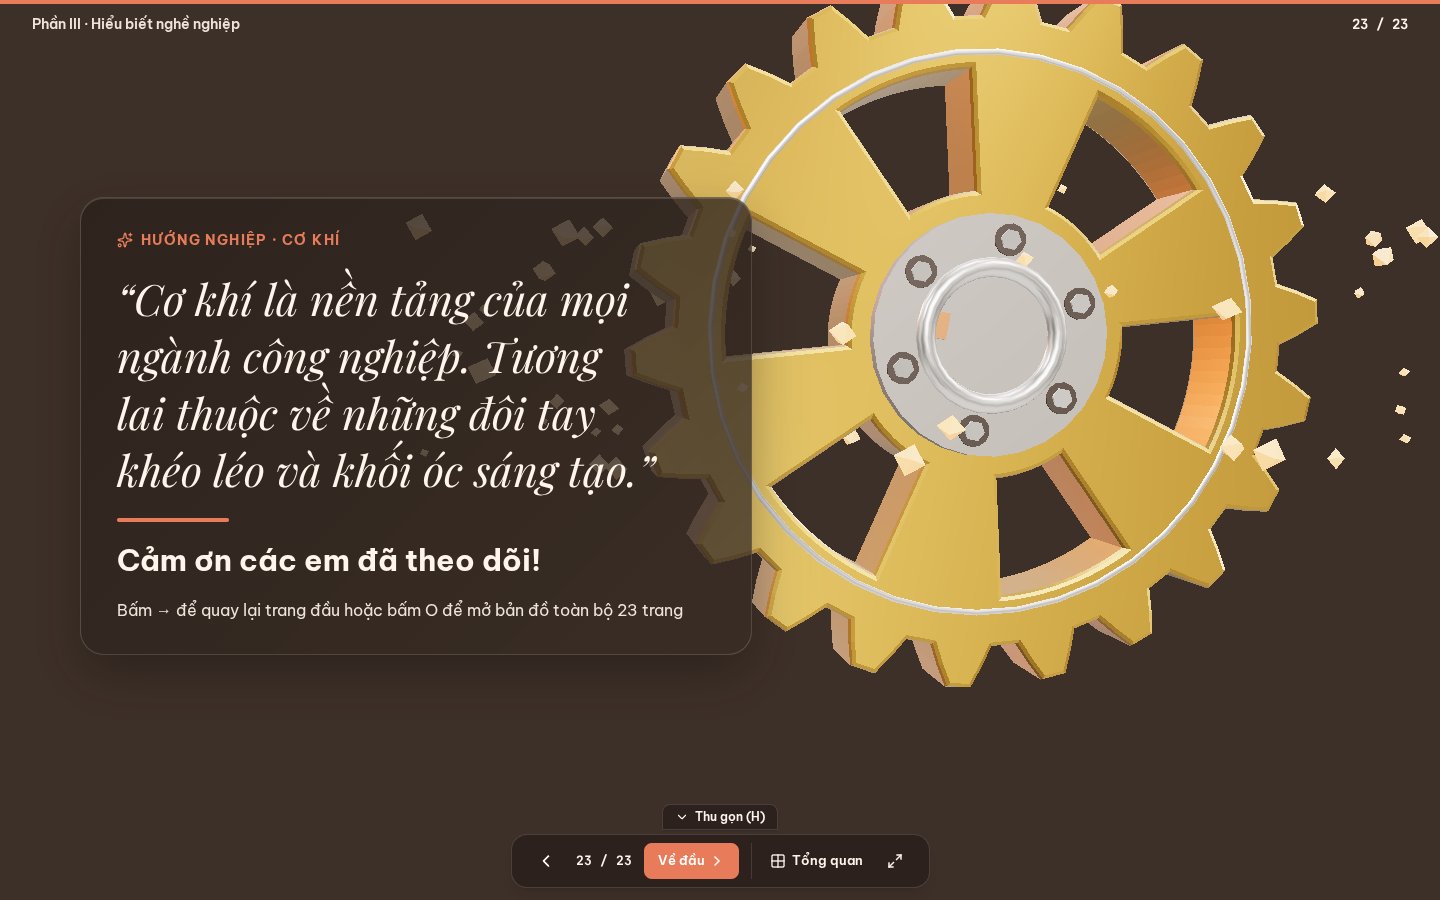 Phần III · Hiểu biết nghề nghiệp
23 / 23
HƯỚNG NGHIỆP · CƠ KHÍ
“Cơ khí là nền tảng của mọi
ngành công nghiệp. Tương
lai thuộc về những đôi tay
khéo léo và khối óc sáng tạo.”
Cảm ơn các em đã theo dõi!
Bấm → để quay lại trang đầu hoặc bấm O để mở bản đồ toàn bộ 23 trang
Thu gọn (H)
23 / 23
Về đầu
Tổng quan